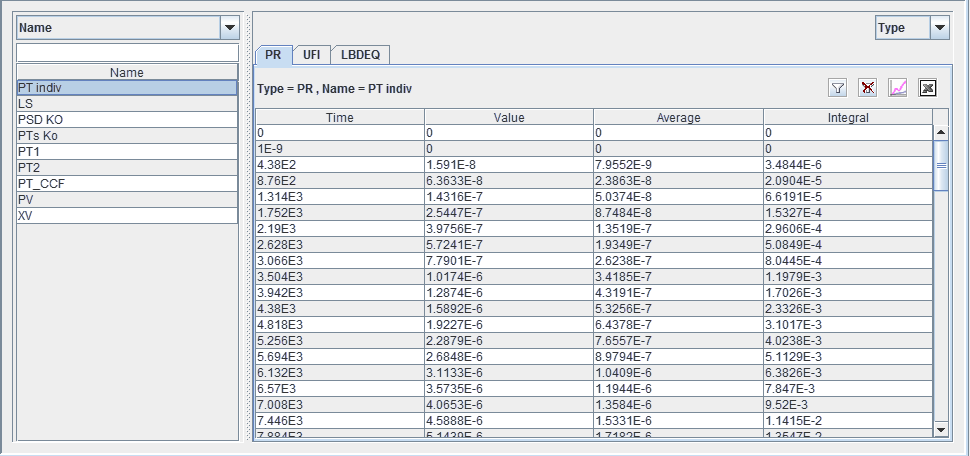 Name
Type
Name
PT indiv
LS
PSD KO
PTs Ko
PT1
PT2
PT_CCF
PV
XV
PR UFI LBDEQ
Type = PR , Name = PT indiv
Time Value Average Integral
0 0 0 0
1E-9 0 0 0
4.38E2 1.591E-8 7.9552E-9 3.4844E-6
8.76E2 6.3633E-8 2.3863E-8 2.0904E-5
1.314E3 1.4316E-7 5.0374E-8 6.6191E-5
1.752E3 2.5447E-7 8.7484E-8 1.5327E-4
2.19E3 3.9756E-7 1.3519E-7 2.9606E-4
2.628E3 5.7241E-7 1.9349E-7 5.0849E-4
3.066E3 7.7901E-7 2.6238E-7 8.0445E-4
3.504E3 1.0174E-6 3.4185E-7 1.1979E-3
3.942E3 1.2874E-6 4.3191E-7 1.7026E-3
4.38E3 1.5892E-6 5.3256E-7 2.3326E-3
4.818E3 1.9227E-6 6.4378E-7 3.1017E-3
5.256E3 2.2879E-6 7.6557E-7 4.0238E-3
5.694E3 2.6848E-6 8.9794E-7 5.1129E-3
6.132E3 3.1133E-6 1.0409E-6 6.3826E-3
6.57E3 3.5735E-6 1.1944E-6 7.847E-3
7.008E3 4.0653E-6 1.3584E-6 9.52E-3
7.446E3 4.5888E-6 1.5331E-6 1.1415E-2
7.884E3 5.1439E-6 1.7182E-6 1.3547E-2